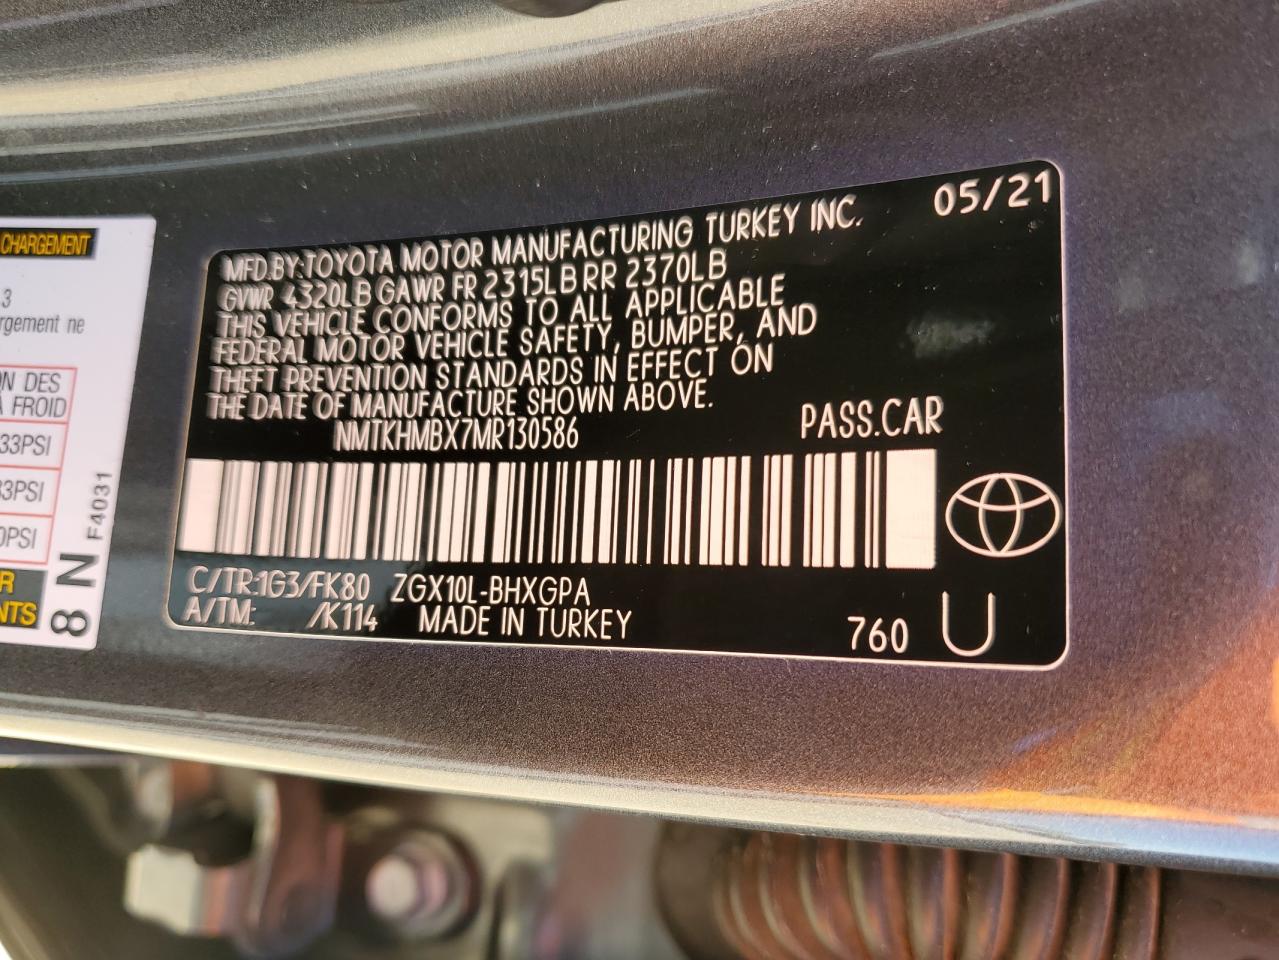 CHARGEMENT
3
rgement ne
ON DES
A FROID
33PSI
33PSI
0PSI
R
NTS
8 N
F4031
05/21
MFD.BY:TOYOTA MOTOR MANUFACTURING TURKEY INC.
GVWR 4320LB GAWR FR 2315LB RR 2370LB
THIS VEHICLE CONFORMS TO ALL APPLICABLE
FEDERAL MOTOR VEHICLE SAFETY, BUMPER, AND
THEFT PREVENTION STANDARDS IN EFFECT ON
THE DATE OF MANUFACTURE SHOWN ABOVE.
NMTKHMBX7MR130586
PASS.CAR
C/TR:1G3/FK80 ZGX10L-BHXGPA
A/TM: /K114 MADE IN TURKEY
760
U